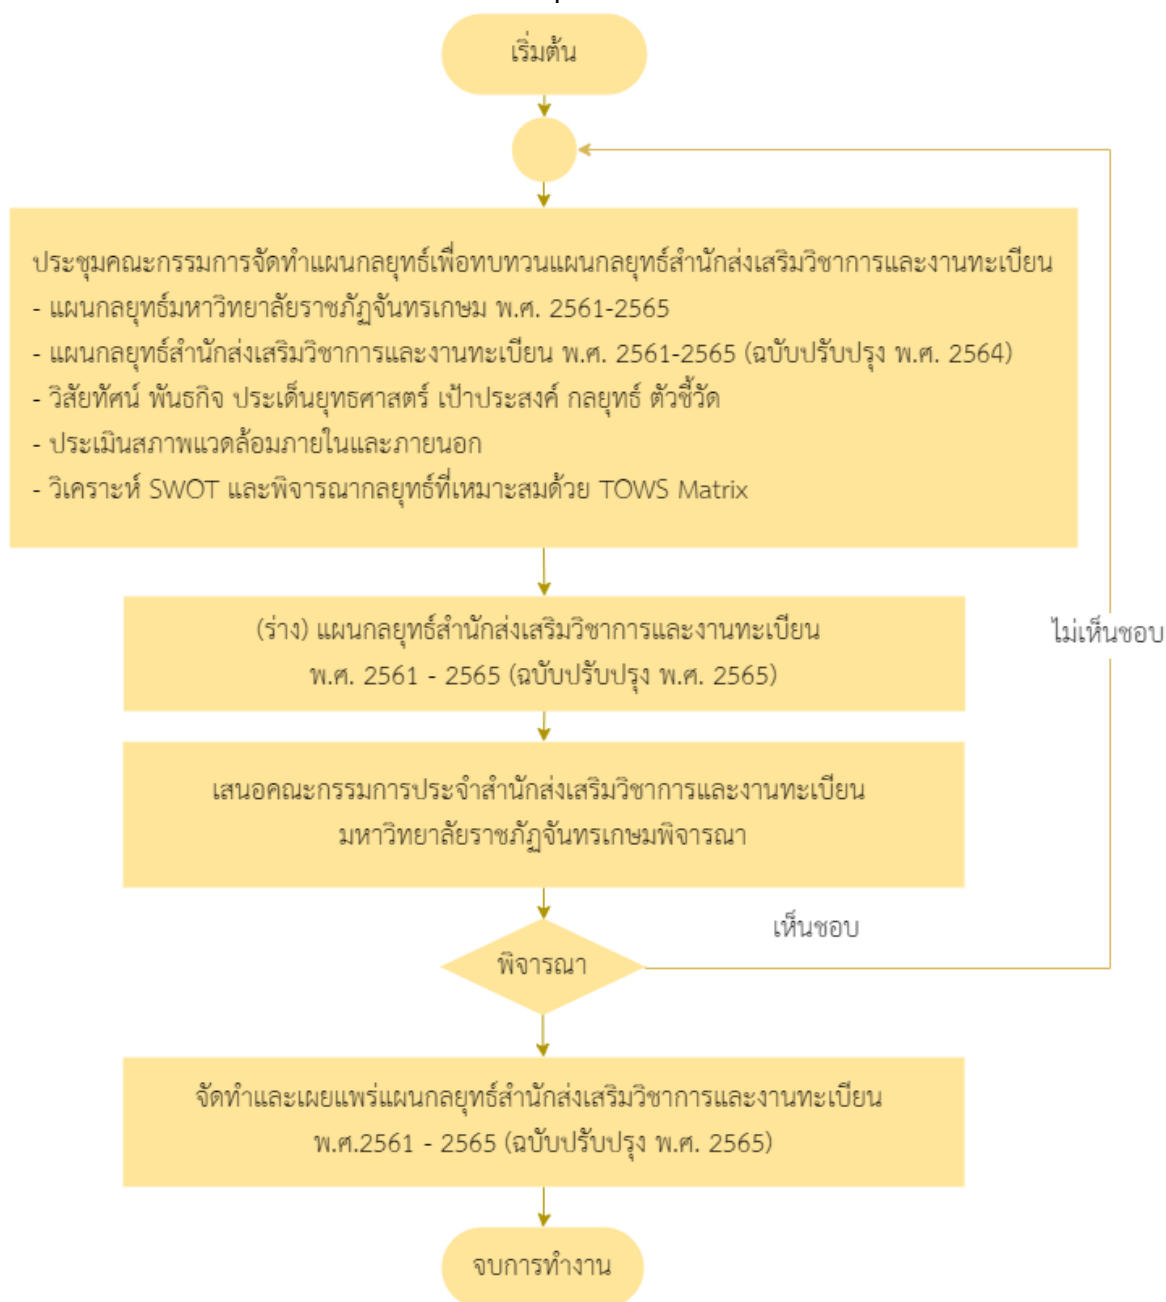 เริ่มต้น
ประชุมคณะกรรมการจัดทำแผนกลยุทธ์เพื่อทบทวนแผนกลยุทธ์สำนักส่งเสริมวิชาการและงานทะเบียน
- แผนกลยุทธ์มหาวิทยาลัยราชภัฏจันทรเกษม พ.ศ. 2561-2565
- แผนกลยุทธ์สำนักส่งเสริมวิชาการและงานทะเบียน พ.ศ. 2561-2565 (ฉบับปรับปรุง พ.ศ. 2564)
- วิสัยทัศน์ พันธกิจ ประเด็นยุทธศาสตร์ เป้าประสงค์ กลยุทธ์ ตัวชี้วัด
- ประเมินสภาพแวดล้อมภายในและภายนอก
- วิเคราะห์ SWOT และพิจารณากลยุทธ์ที่เหมาะสมด้วย TOWS Matrix
(ร่าง) แผนกลยุทธ์สำนักส่งเสริมวิชาการและงานทะเบียน
พ.ศ. 2561 - 2565 (ฉบับปรับปรุง พ.ศ. 2565)
ไม่เห็นชอบ
เสนอคณะกรรมการประจำสำนักส่งเสริมวิชาการและงานทะเบียน
มหาวิทยาลัยราชภัฏจันทรเกษมพิจารณา
เห็นชอบ
พิจารณา
จัดทำและเผยแพร่แผนกลยุทธ์สำนักส่งเสริมวิชาการและงานทะเบียน
พ.ศ.2561 - 2565 (ฉบับปรับปรุง พ.ศ. 2565)
จบการทำงาน